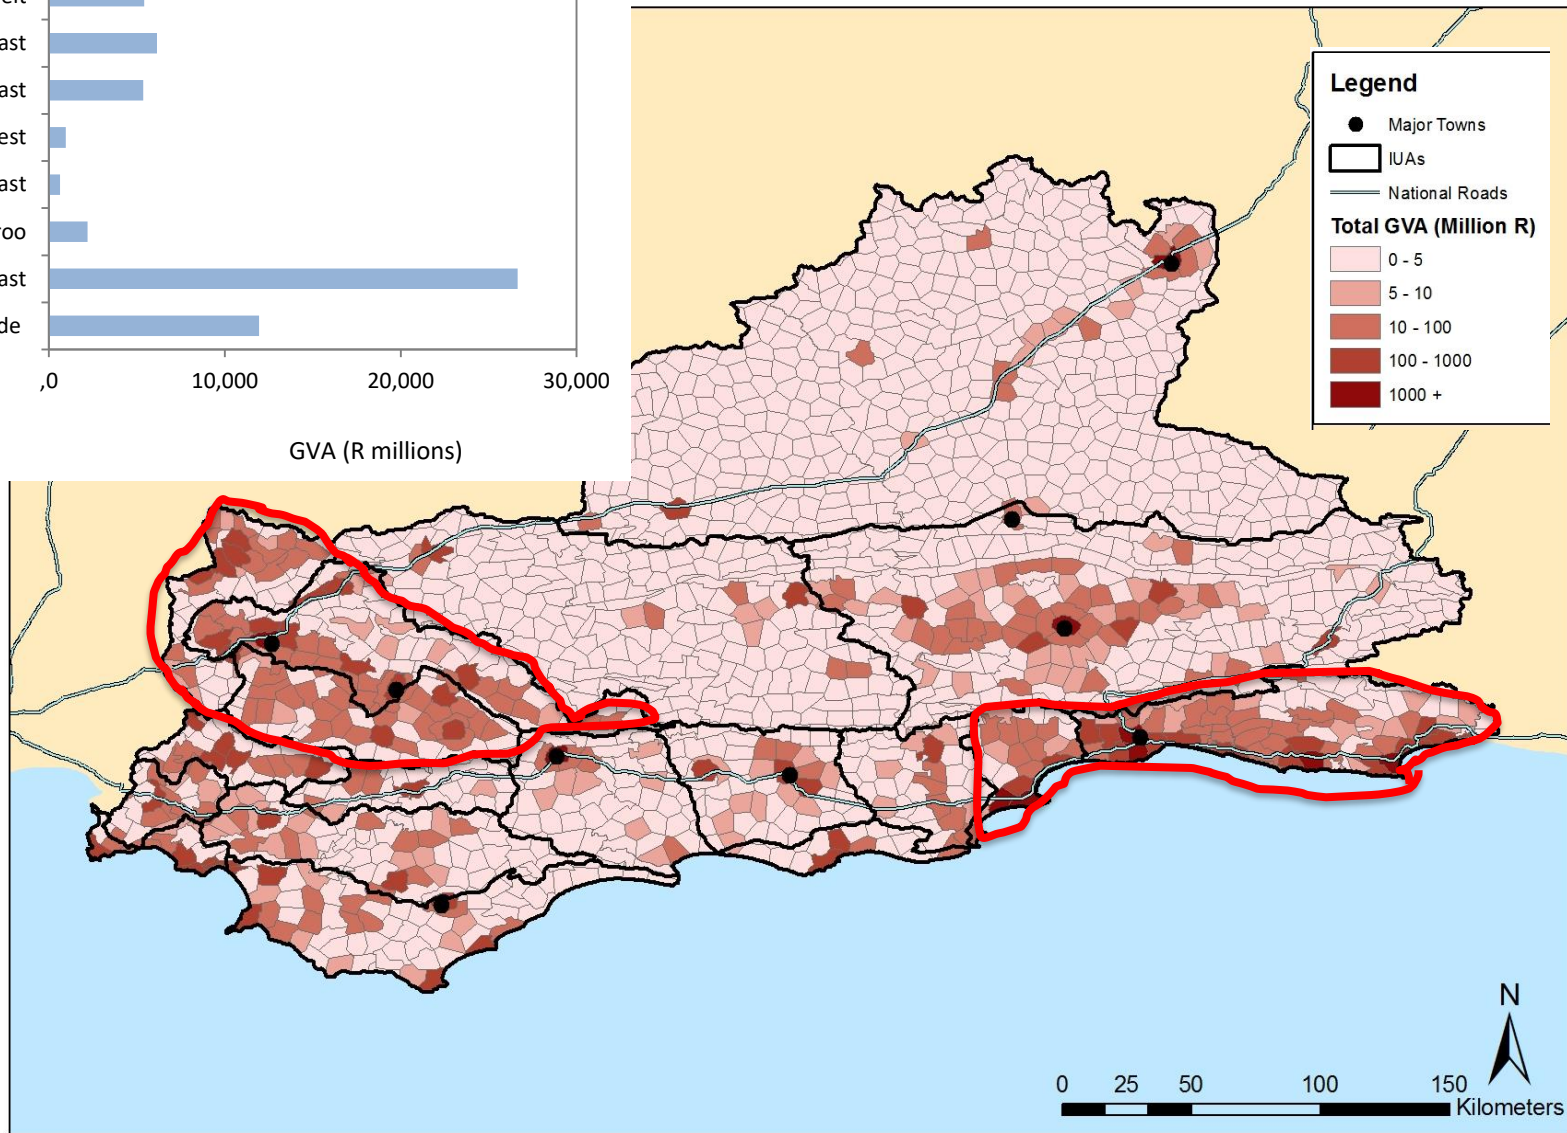 ast
ast
est
ast
roo
ast
de
,0 10,000 20,000 30,000
GVA (R millions)
Legend
Major Towns
IUAs
National Roads
Total GVA (Million R)
0 - 5
5 - 10
10 - 100
100 - 1000
1000 +
N
0 25 50 100 150
Kilometers